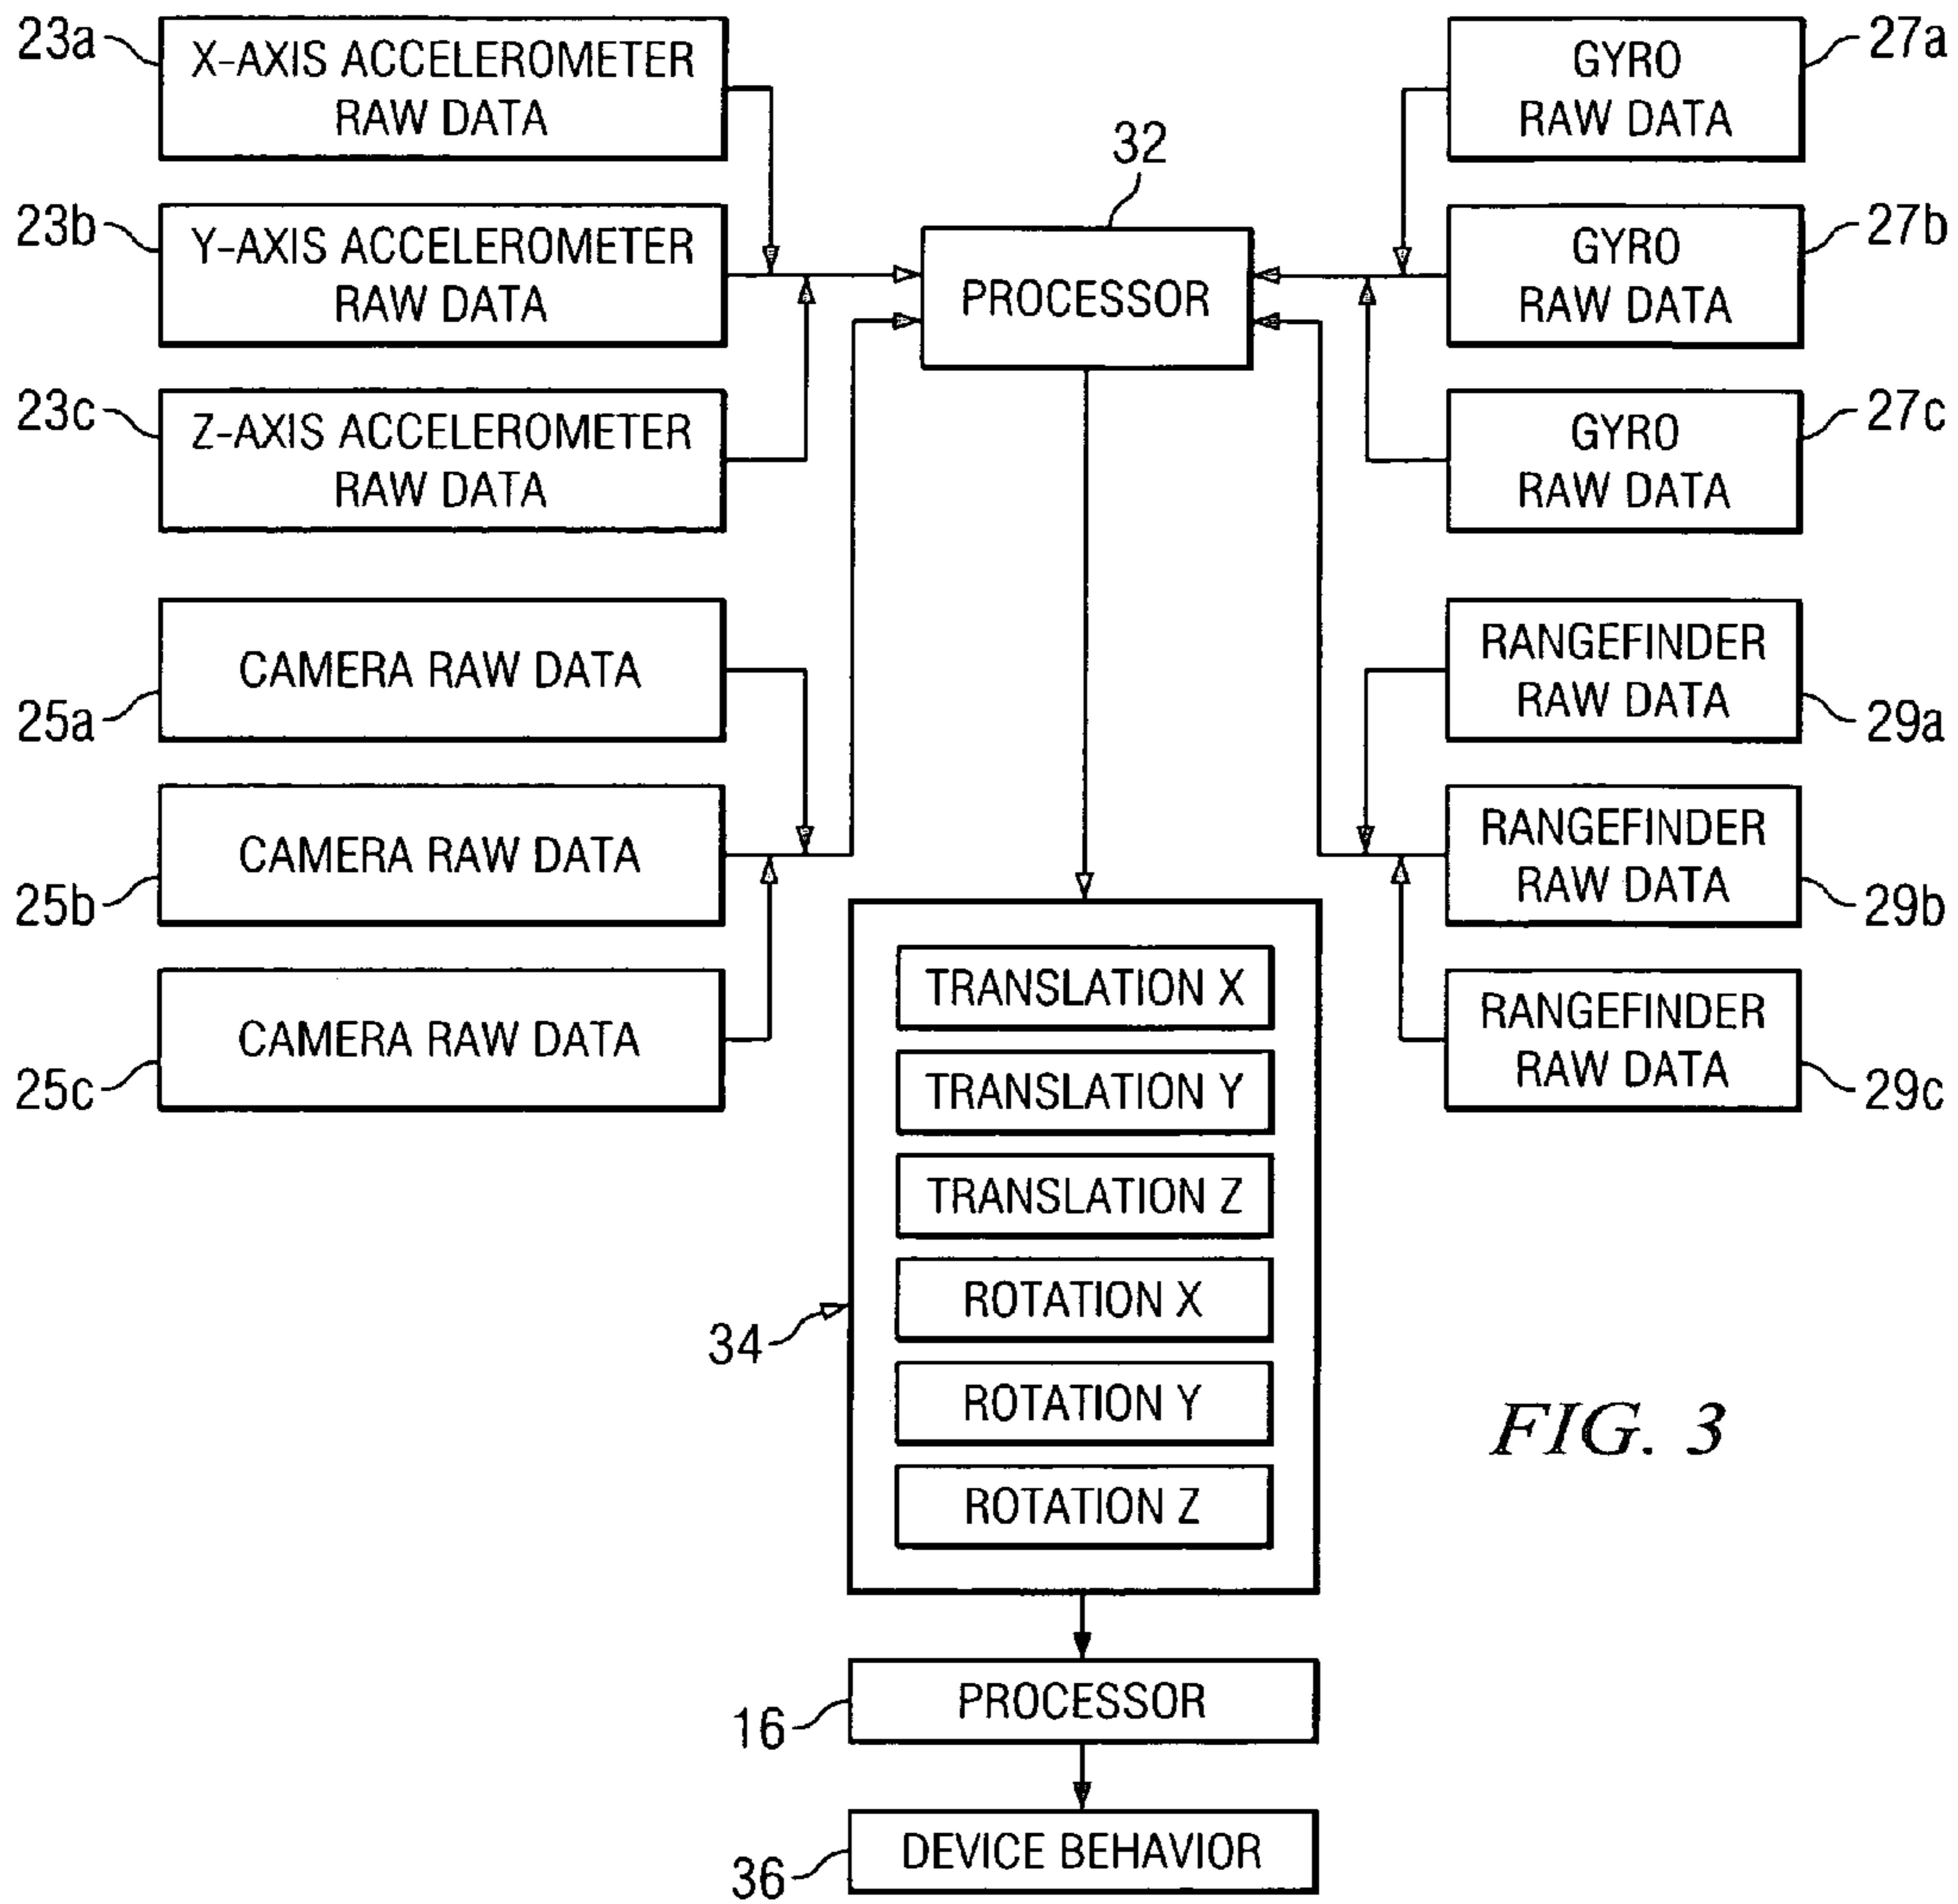 23a
X-AXIS ACCELEROMETER
RAW DATA
23b
Y-AXIS ACCELEROMETER
RAW DATA
23c
Z-AXIS ACCELEROMETER
RAW DATA
25a
CAMERA RAW DATA
25b
CAMERA RAW DATA
25c
CAMERA RAW DATA
32
PROCESSOR
GYRO
RAW DATA
27a
GYRO
RAW DATA
27b
GYRO
RAW DATA
27c
RANGEFINDER
RAW DATA
29a
RANGEFINDER
RAW DATA
29b
RANGEFINDER
RAW DATA
29c
34
TRANSLATION X
TRANSLATION Y
TRANSLATION Z
ROTATION X
ROTATION Y
ROTATION Z
16
PROCESSOR
36
DEVICE BEHAVIOR
FIG. 3